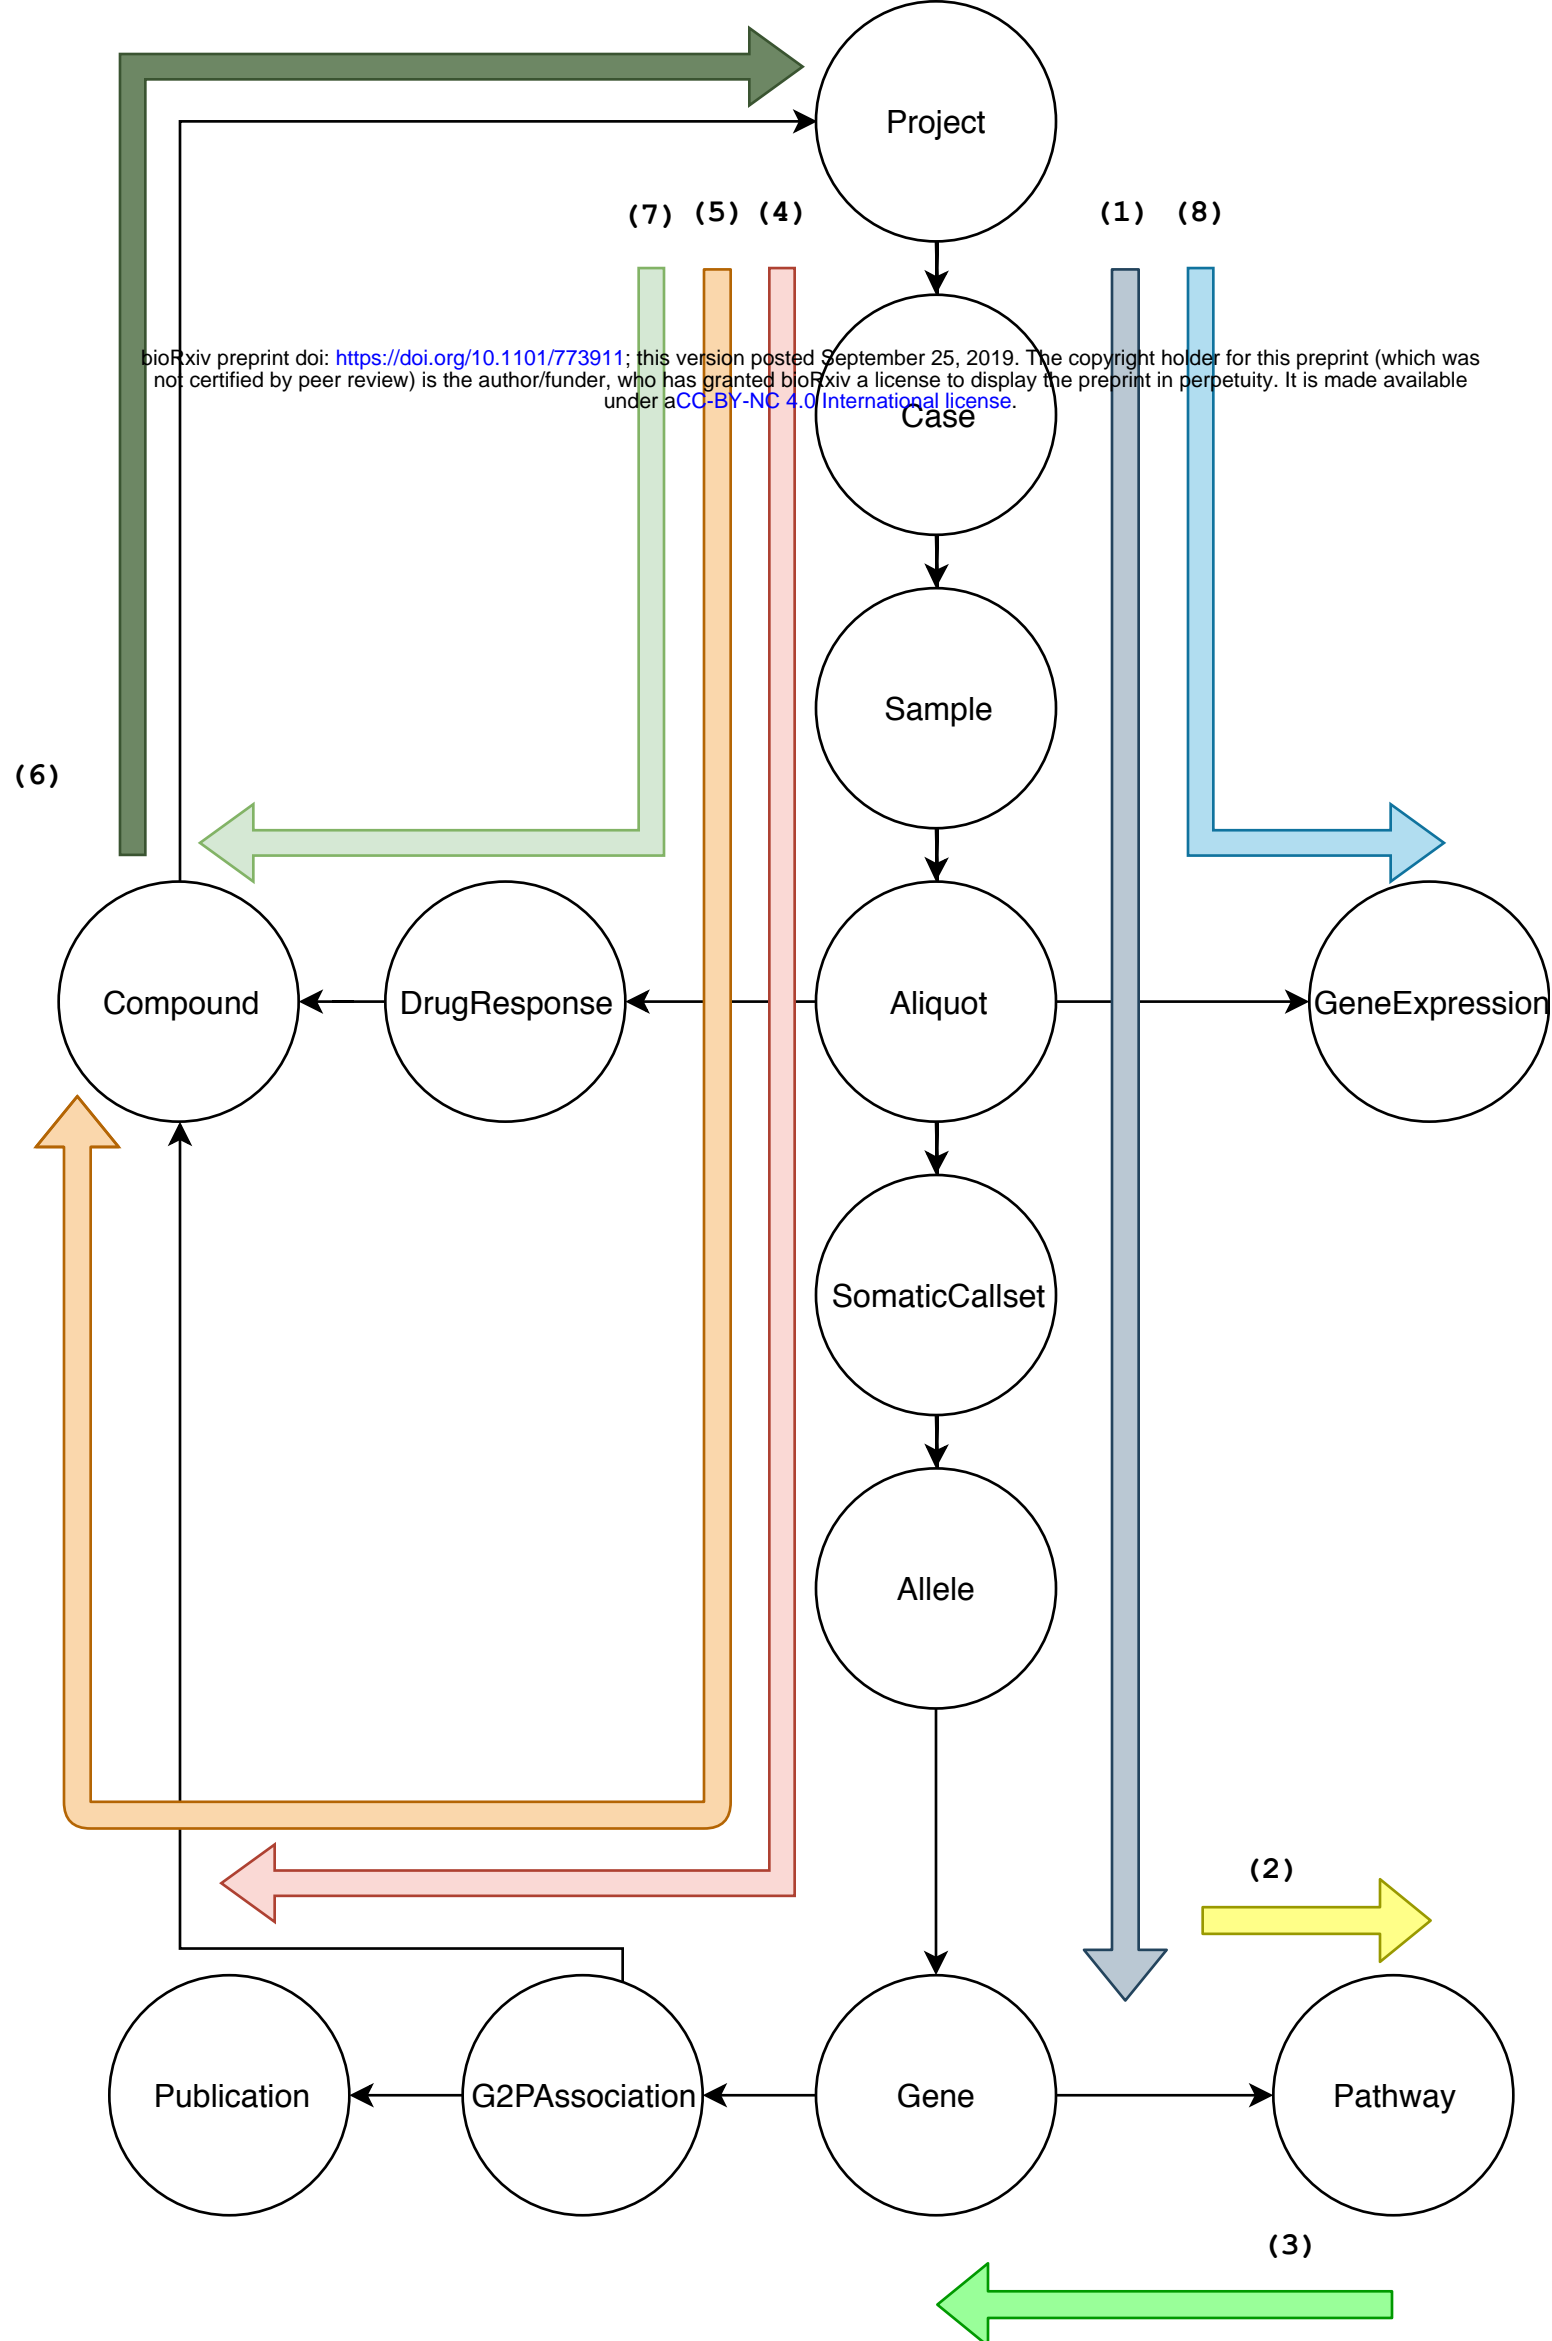 Project
(7) (5) (4) (1) (8)
bioRxiv preprint doi: https://doi.org/10.1101/773911; this version posted September 25, 2019. The copyright holder for this preprint (which was
not certified by peer review) is the author/funder, who has granted bioRxiv a license to display the preprint in perpetuity. It is made available
under aCC-BY-NC 4.0 International license.
Case
Sample
(6)
Compound DrugResponse Aliquot GeneExpression
SomaticCallset
Allele
(2)
Publication G2PAssociation Gene Pathway
(3)